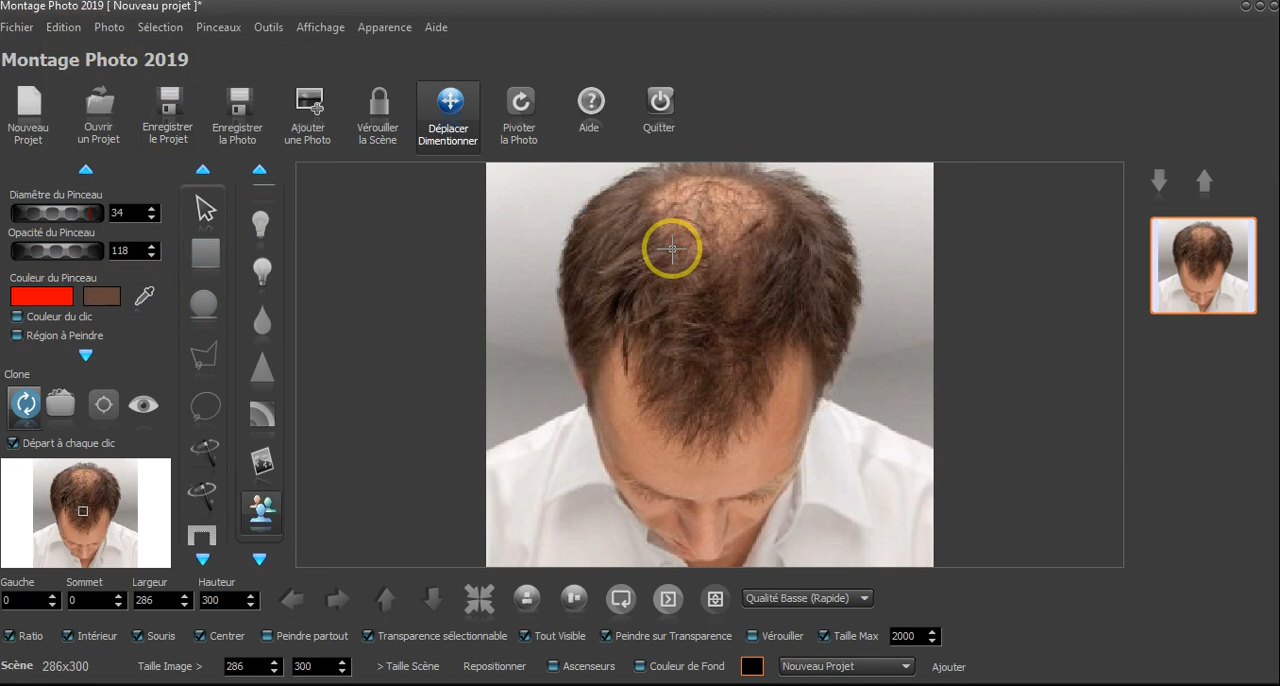 Montage Photo 2019 [ Nouveau projet ]*
Fichier Edition Photo Sélection Pinceaux Outils Affichage Apparence Aide
Montage Photo 2019
Nouveau Projet
Ouvrir un Projet
Enregistrer le Projet
Enregistrer la Photo
Ajouter une Photo
Vérouiller la Scène
Déplacer Dimentionner
Pivoter la Photo
Aide
Quitter
Diamêtre du Pinceau
34
Opacité du Pinceau
118
Couleur du Pinceau
Couleur du clic
Région à Peindre
Clone
Départ à chaque clic
Gauche Sommet Largeur Hauteur
0 0 286 300
Qualité Basse (Rapide)
Ratio Intérieur Souris Centrer Peindre partout Transparence sélectionnable Tout Visible Peindre sur Transparence Vérouiller Taille Max 2000
Scène 286x300 Taille Image > 286 300 > Taille Scène Repositionner Ascenseurs Couleur de Fond Nouveau Projet Ajouter